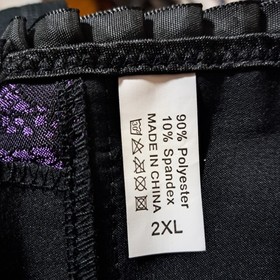 90% Polyester
10% Spandex
MADE IN CHINA
2XL